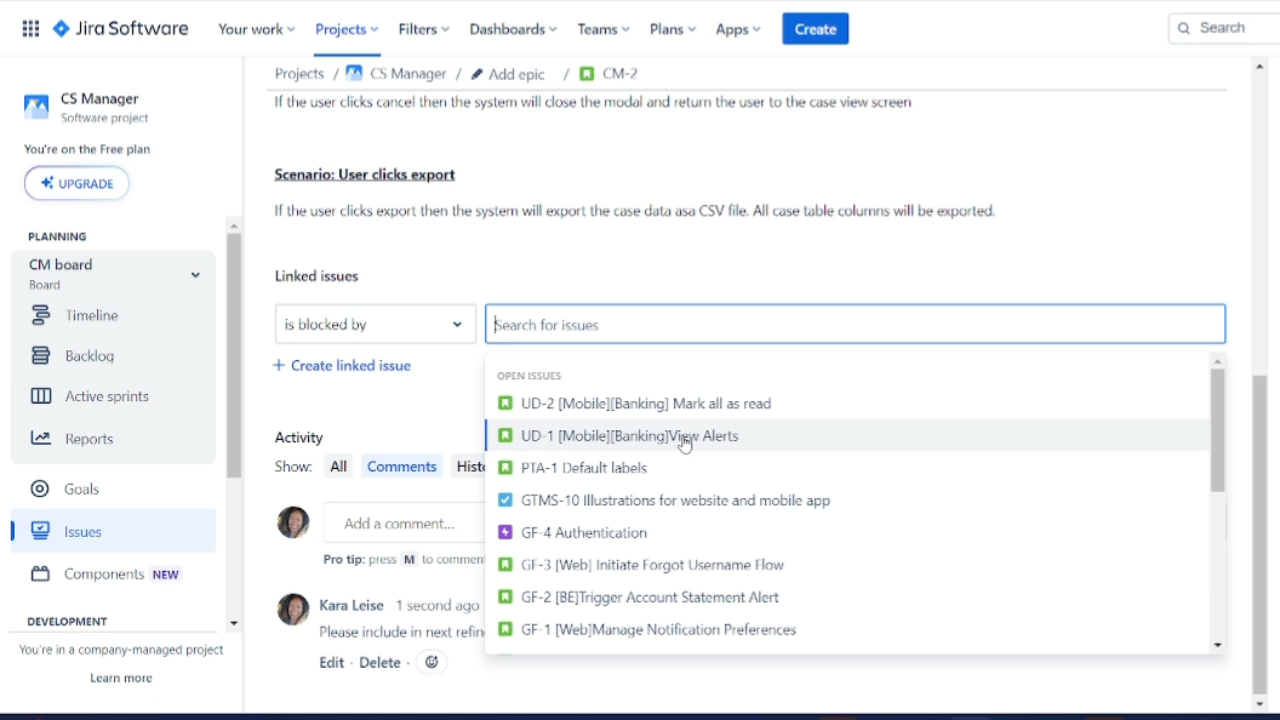 Jira Software Your work Projects Filters Dashboards Teams Plans Apps Create Search
Projects / CS Manager / Add epic / CM-2
CS Manager
Software project
You're on the Free plan
UPGRADE
PLANNING
CM board
Board
Timeline
Backlog
Active sprints
Reports
Goals
Issues
Components NEW
DEVELOPMENT
You're in a company-managed project
Learn more
If the user clicks cancel then the system will close the modal and return the user to the case view screen
Scenario: User clicks export
If the user clicks export then the system will export the case data asa CSV file. All case table columns will be exported.
Linked issues
is blocked by Search for issues
+ Create linked issue
OPEN ISSUES
UD-2 [Mobile][Banking] Mark all as read
UD-1 [Mobile][Banking]View Alerts
PTA-1 Default labels
GTMS-10 Illustrations for website and mobile app
GF-4 Authentication
GF-3 [Web] Initiate Forgot Username Flow
GF-2 [BE]Trigger Account Statement Alert
GF-1 [Web]Manage Notification Preferences
Activity
Show: All Comments Histo
Add a comment...
Pro tip: press M to comment
Kara Leise 1 second ago
Please include in next refin
Edit · Delete ·